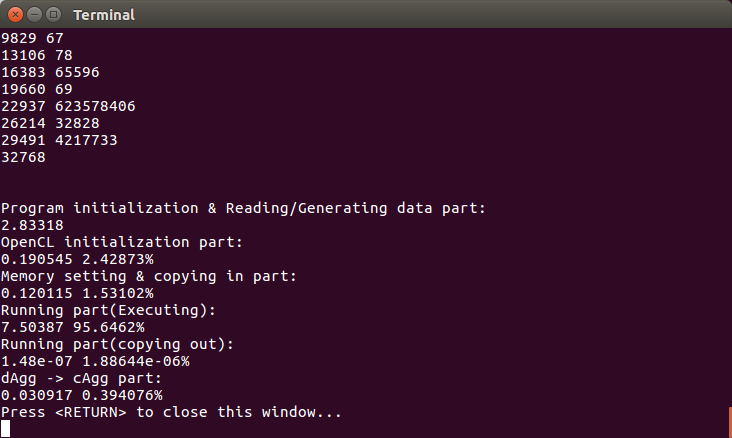 Terminal
9829 67
13106 78
16383 65596
19660 69
22937 623578406
26214 32828
29491 4217733
32768
Program initialization & Reading/Generating data part:
2.83318
OpenCL initialization part:
0.190545 2.42873%
Memory setting & copying in part:
0.120115 1.53102%
Running part(Executing):
7.50387 95.6462%
Running part(copying out):
1.48e-07 1.88644e-06%
dAgg -> cAgg part:
0.030917 0.394076%
Press <RETURN> to close this window...